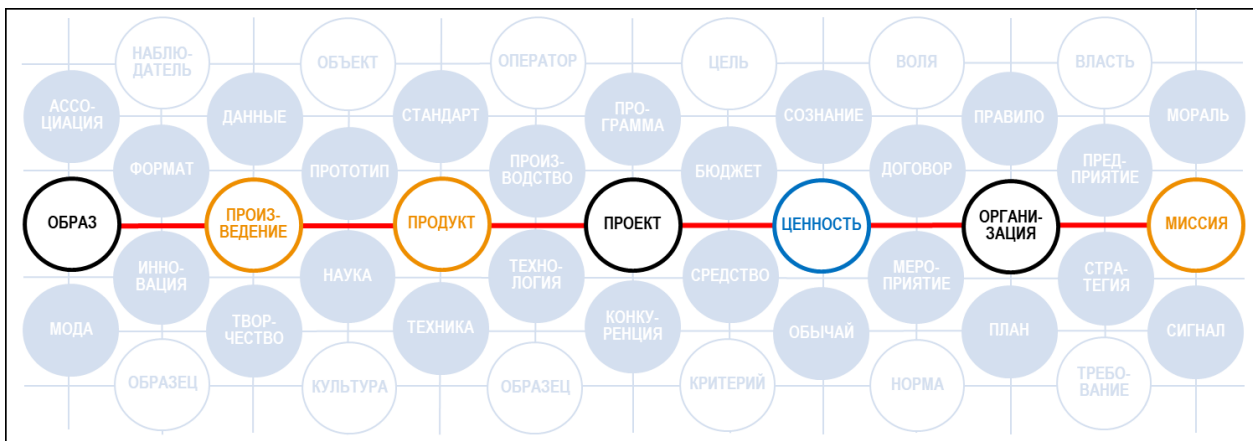 НАБЛЮ-
ДАТЕЛЬ
ОБЪЕКТ
ОПЕРАТОР
ЦЕЛЬ
ВОЛЯ
ВЛАСТЬ
АССО-
ЦИАЦИЯ
ДАННЫЕ
СТАНДАРТ
ПРО-
ГРАММА
СОЗНАНИЕ
ПРАВИЛО
МОРАЛЬ
ФОРМАТ
ПРОТОТИП
ПРОИЗ-
ВОДСТВО
БЮДЖЕТ
ДОГОВОР
ПРЕД-
ПРИЯТИЕ
ОБРАЗ
ПРОИЗ-
ВЕДЕНИЕ
ПРОДУКТ
ПРОЕКТ
ЦЕННОСТЬ
ОРГАНИ-
ЗАЦИЯ
МИССИЯ
ИННО-
ВАЦИЯ
НАУКА
ТЕХНО-
ЛОГИЯ
СРЕДСТВО
МЕРО-
ПРИЯТИЕ
СТРА-
ТЕГИЯ
МОДА
ТВОР-
ЧЕСТВО
ТЕХНИКА
КОНКУ-
РЕНЦИЯ
ОБЫЧАЙ
ПЛАН
СИГНАЛ
ОБРАЗЕЦ
КУЛЬТУРА
ОБРАЗЕЦ
КРИТЕРИЙ
НОРМА
ТРЕБО-
ВАНИЕ